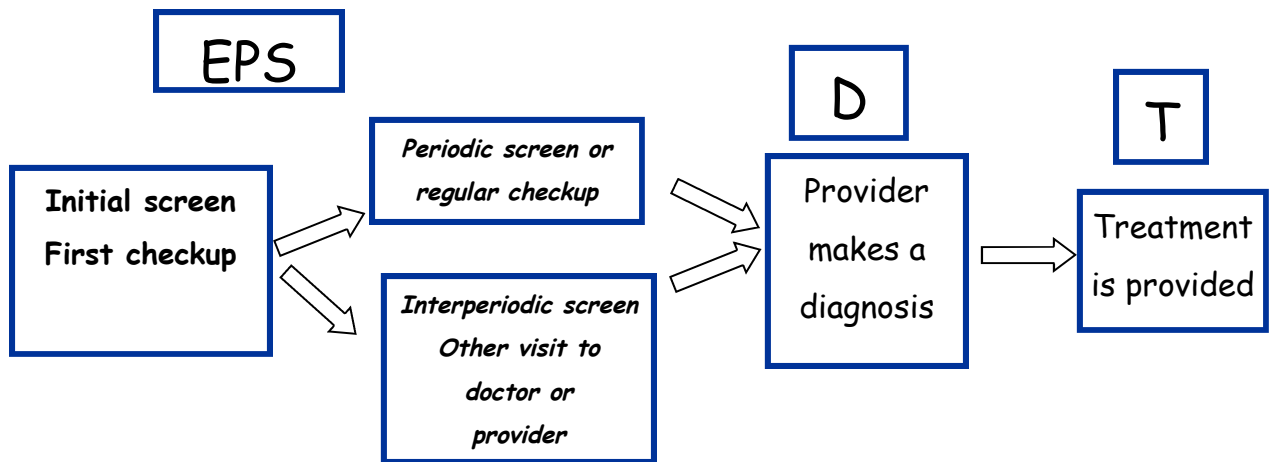 EPS
Initial screen
First checkup
Periodic screen or
regular checkup
Interperiodic screen
Other visit to
doctor or
provider
D
Provider
makes a
diagnosis
T
Treatment
is provided